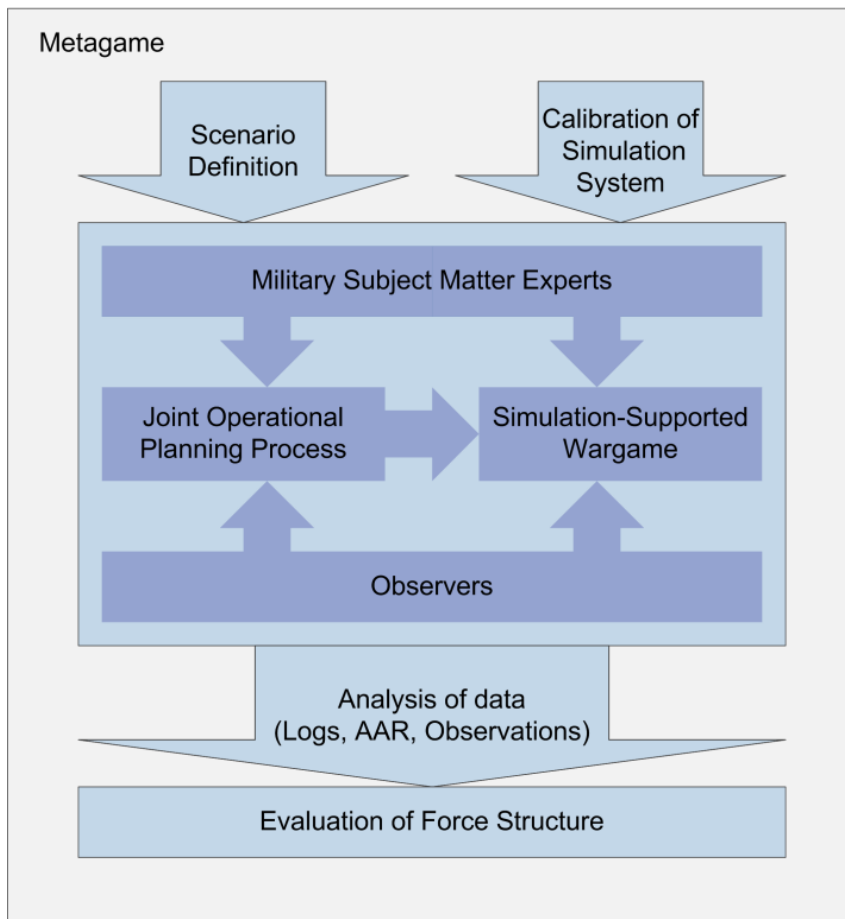 Metagame
Scenario
Definition
Calibration of
Simulation
System
Military Subject Matter Experts
Joint Operational
Planning Process
Simulation-Supported
Wargame
Observers
Analysis of data
(Logs, AAR, Observations)
Evaluation of Force Structure